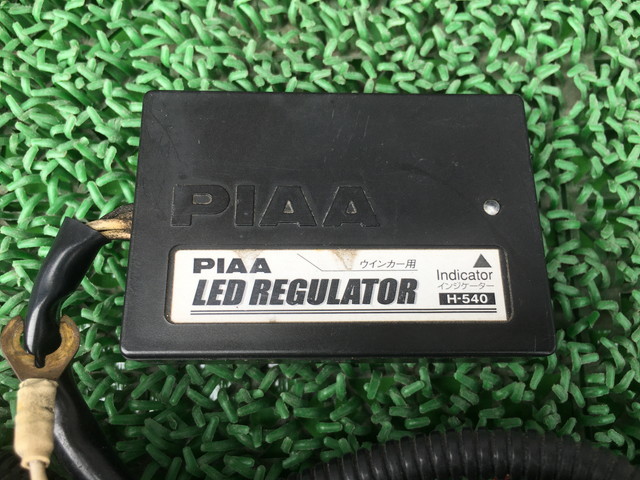 PIAA
PIAA ウインカー用
LED REGULATOR
Indicator
インジケーター
H-540